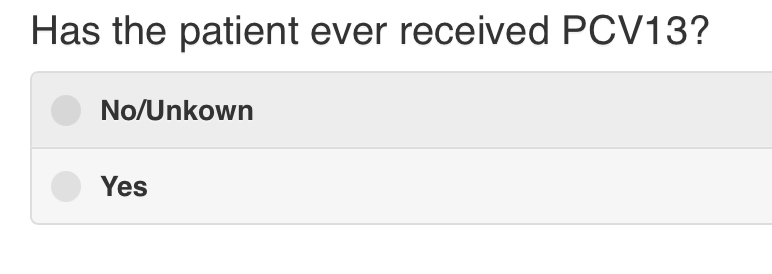 Has the patient ever received PCV13?
No/Unkown
Yes